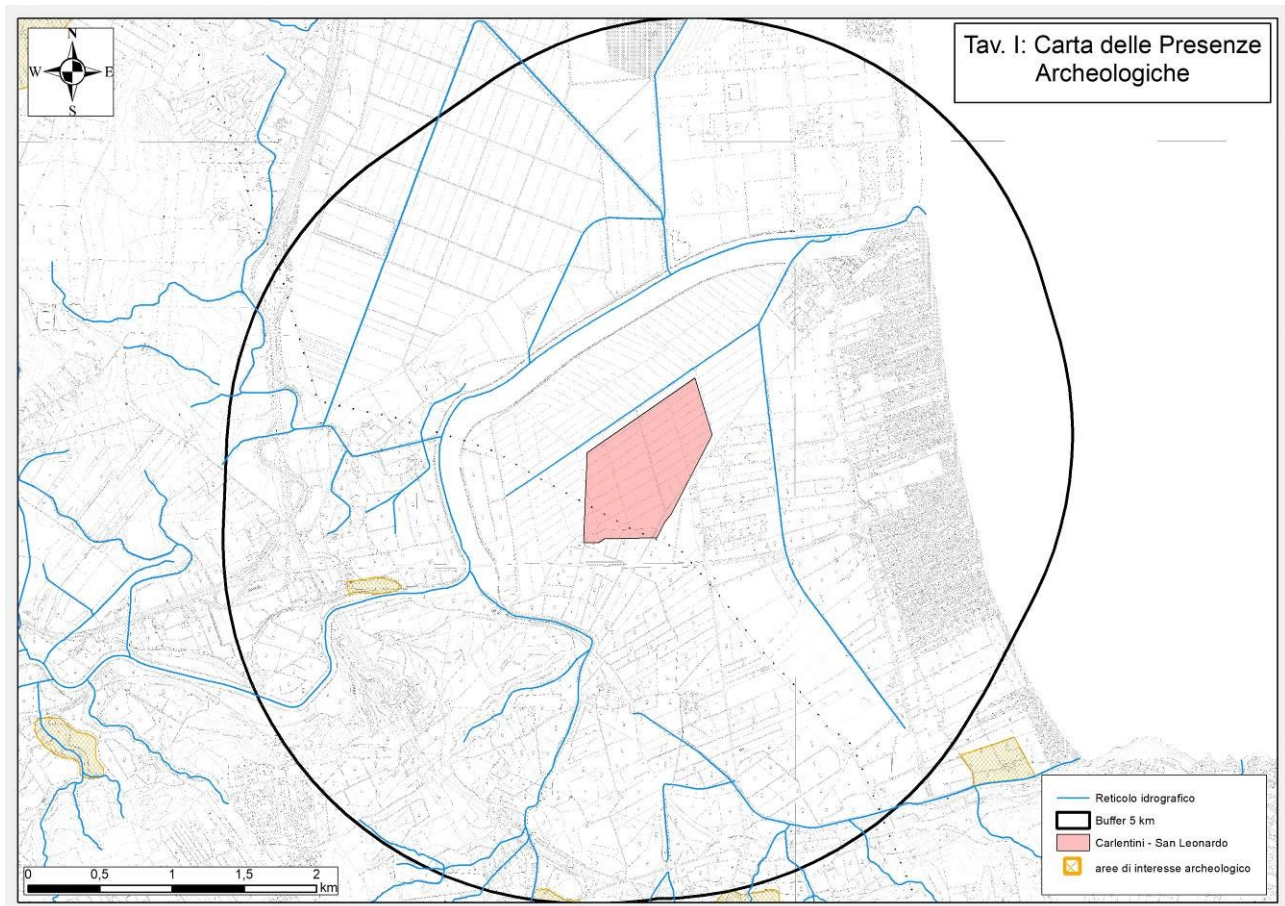 N
W E
S
Tav. I: Carta delle Presenze
Archeologiche
Reticolo idrografico
Buffer 5 km
Carlentini - San Leonardo
aree di interesse archeologico
0 0,5 1 1,5 2
km